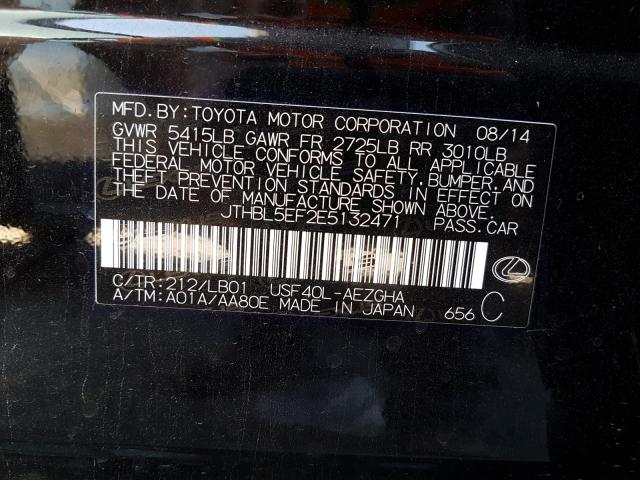 MFD.BY:TOYOTA MOTOR CORPORATION 08/14
GVWR 5415LB GAWR FR 2725LB RR 3010LB
THIS VEHICLE CONFORMS TO ALL APPLICABLE
FEDERAL MOTOR VEHICLE SAFETY,BUMPER,AND
THEFT PREVENTION STANDARDS IN EFFECT ON
THE DATE OF MANUFACTURE SHOWN ABOVE.
JTHBL5EF2E5132471 PASS.CAR
C/TR:212/LB01 USF40L-AEZGHA
A/TM:A01A/AA80E MADE IN JAPAN 656 C